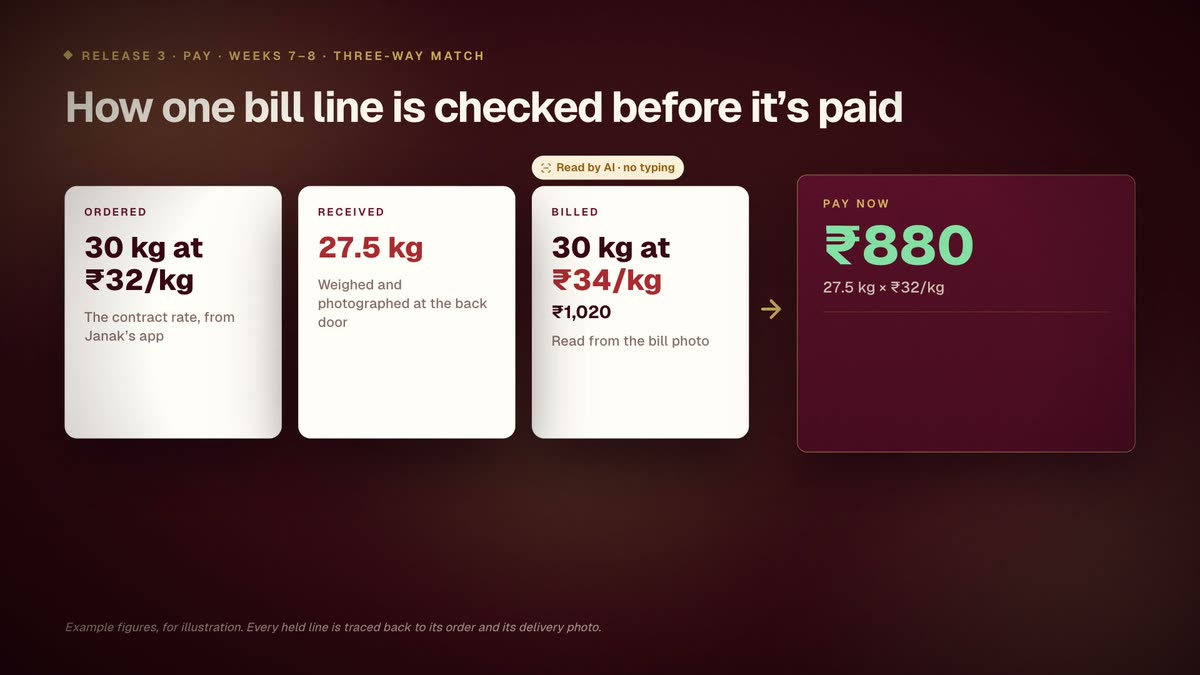 ◆ RELEASE 3 · PAY · WEEKS 7–8 · THREE-WAY MATCH
How one bill line is checked before it’s paid
ORDERED
30 kg at
₹32/kg
The contract rate, from
Janak’s app
RECEIVED
27.5 kg
Weighed and
photographed at the back
door
Read by AI · no typing
BILLED
30 kg at
₹34/kg
₹1,020
Read from the bill photo
→
PAY NOW
₹880
27.5 kg × ₹32/kg
Example figures, for illustration. Every held line is traced back to its order and its delivery photo.